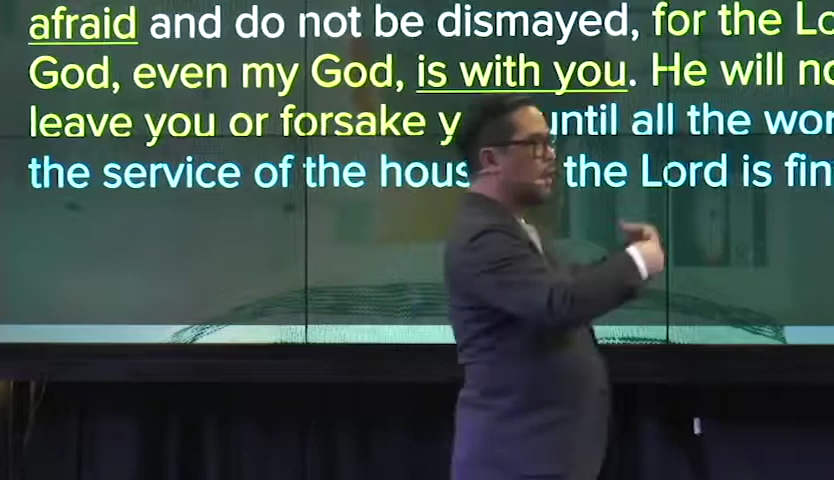 afraid and do not be dismayed, for the Lo
God, even my God, is with you. He will no
leave you or forsake y until all the wor
the service of the hous the Lord is fin